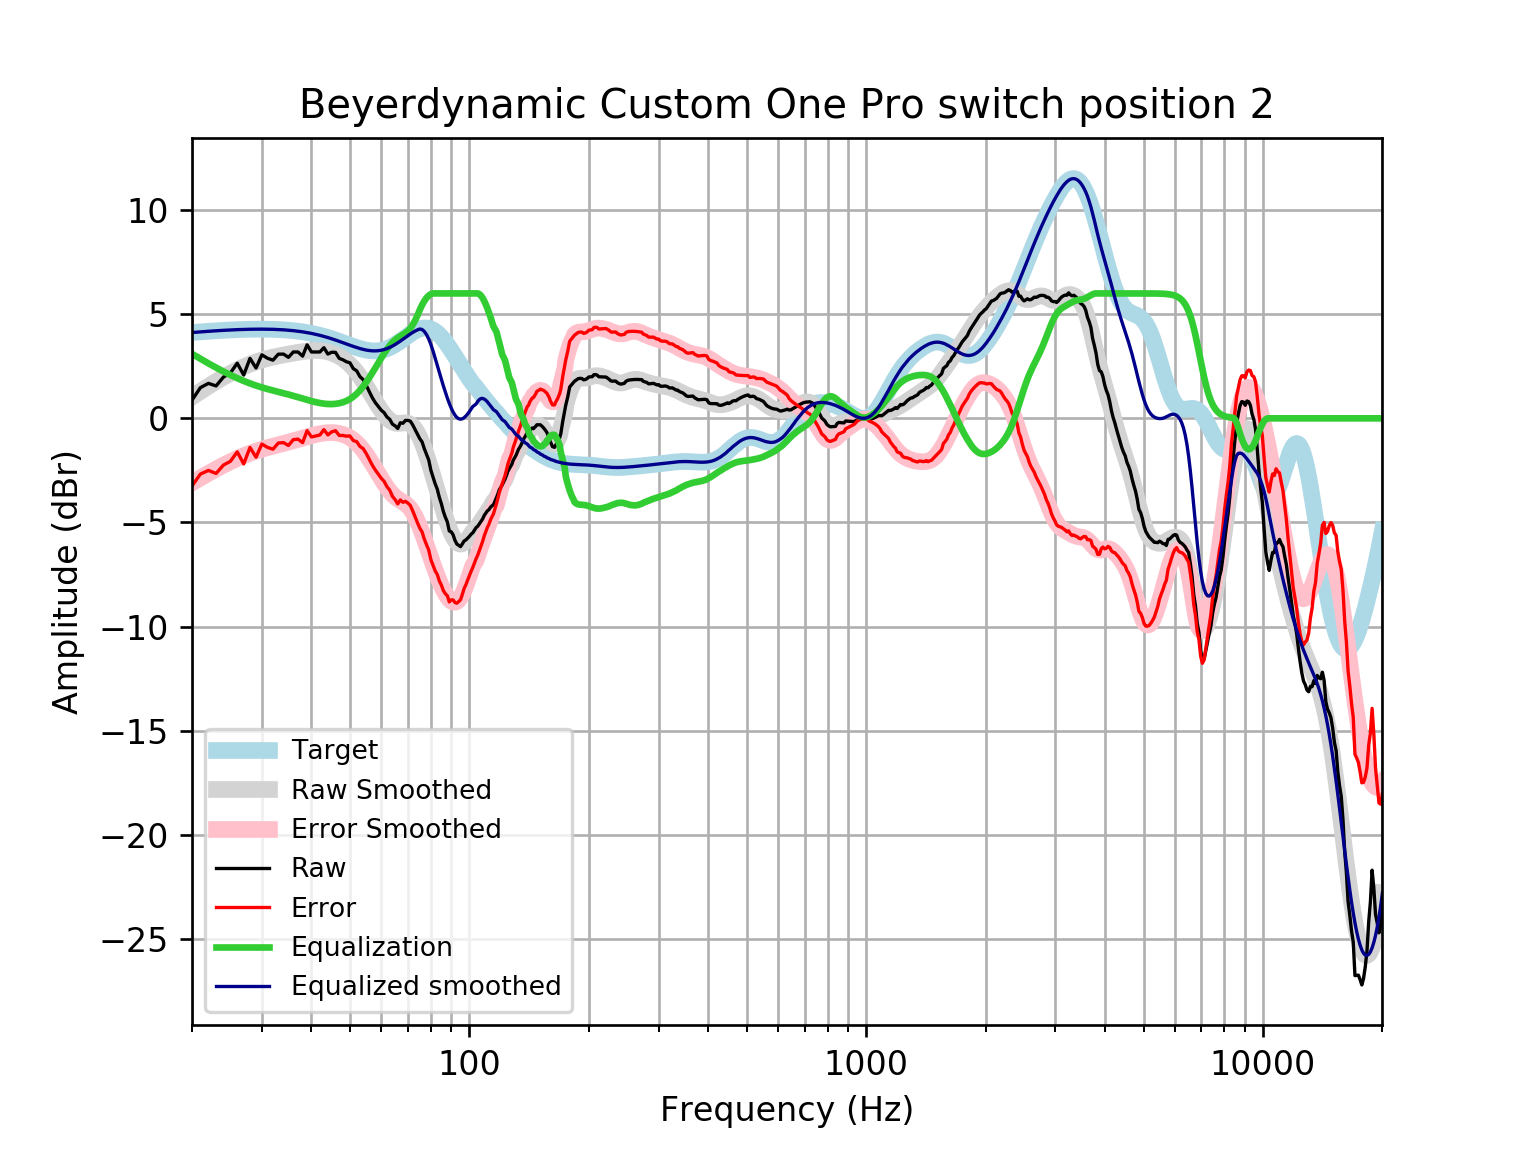 Beyerdynamic Custom One Pro switch position 2
10
5
0
−5
−10
−15
−20
−25
Amplitude (dBr)
Target
Raw Smoothed
Error Smoothed
Raw
Error
Equalization
Equalized smoothed
100 1000 10000
Frequency (Hz)